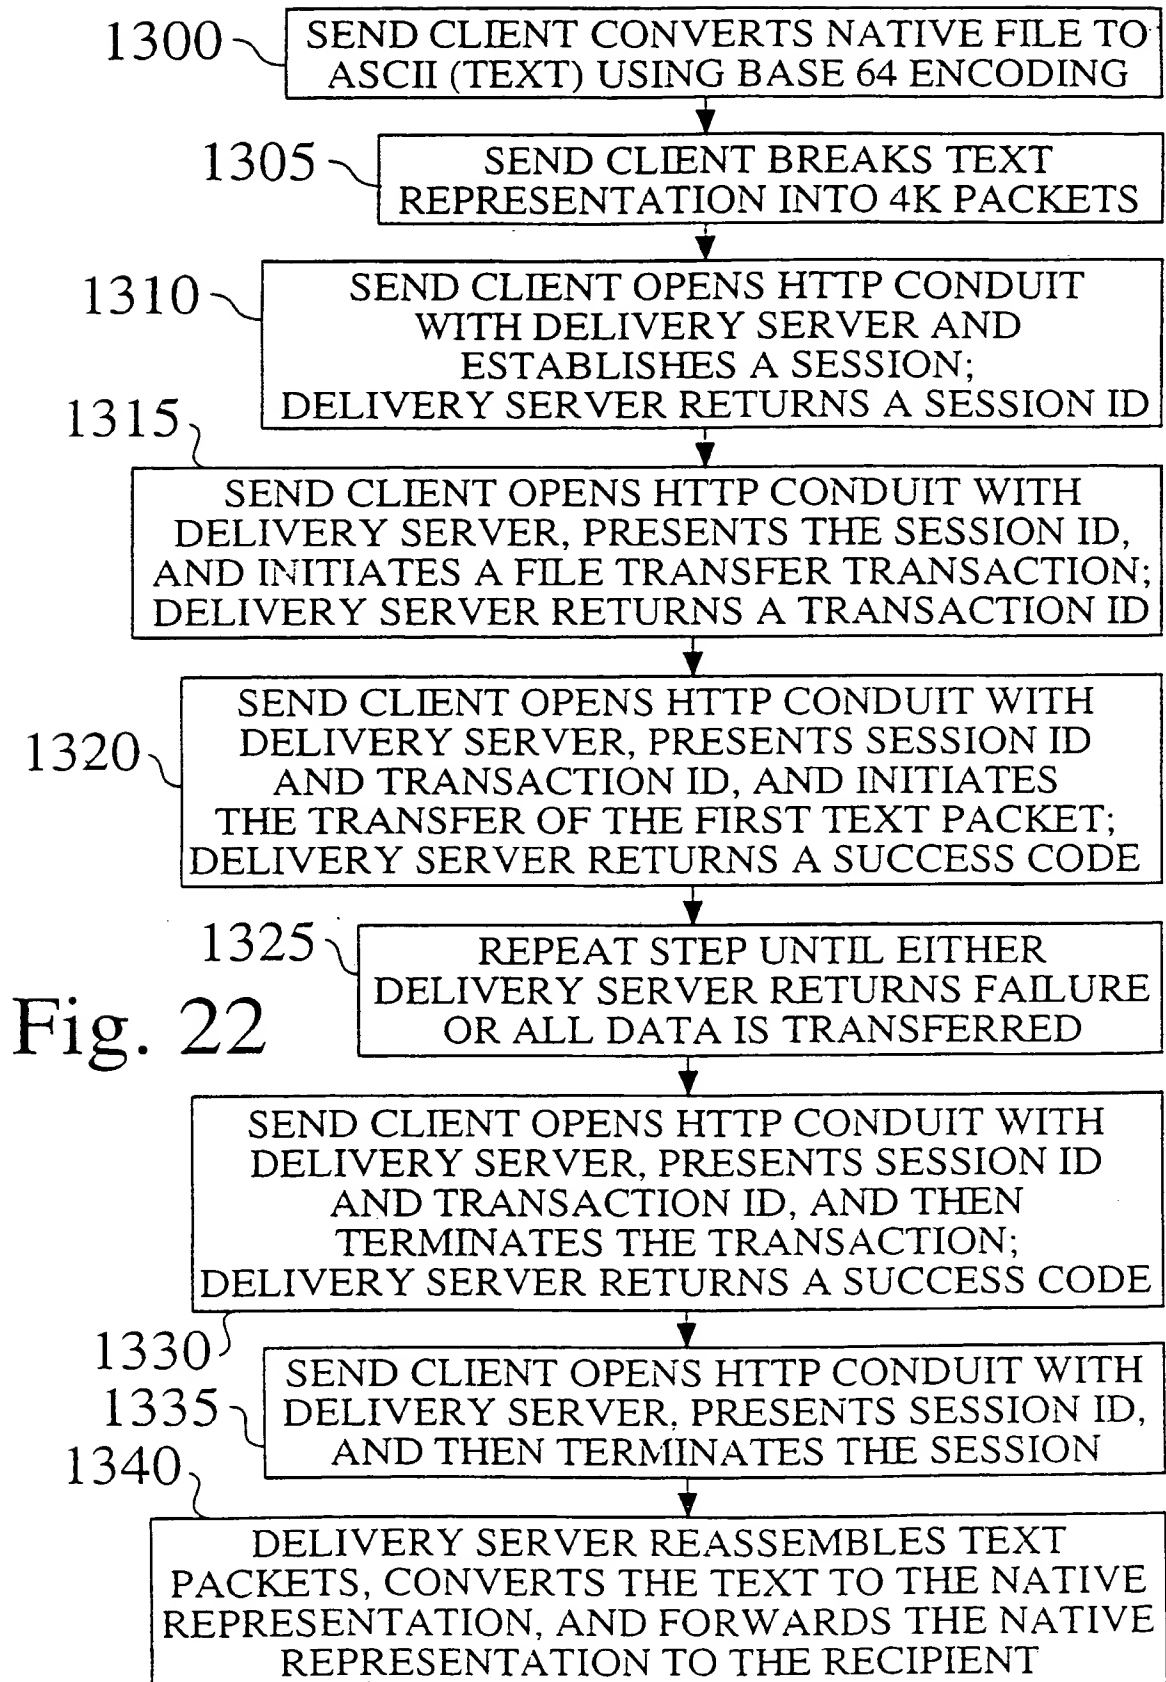 1300
SEND CLIENT CONVERTS NATIVE FILE TO
ASCII (TEXT) USING BASE 64 ENCODING
1305
SEND CLIENT BREAKS TEXT
REPRESENTATION INTO 4K PACKETS
1310
SEND CLIENT OPENS HTTP CONDUIT
WITH DELIVERY SERVER AND
ESTABLISHES A SESSION;
DELIVERY SERVER RETURNS A SESSION ID
1315
SEND CLIENT OPENS HTTP CONDUIT WITH
DELIVERY SERVER, PRESENTS THE SESSION ID,
AND INITIATES A FILE TRANSFER TRANSACTION;
DELIVERY SERVER RETURNS A TRANSACTION ID
1320
SEND CLIENT OPENS HTTP CONDUIT WITH
DELIVERY SERVER, PRESENTS SESSION ID
AND TRANSACTION ID, AND INITIATES
THE TRANSFER OF THE FIRST TEXT PACKET;
DELIVERY SERVER RETURNS A SUCCESS CODE
1325
REPEAT STEP UNTIL EITHER
DELIVERY SERVER RETURNS FAILURE
OR ALL DATA IS TRANSFERRED
Fig. 22
SEND CLIENT OPENS HTTP CONDUIT WITH
DELIVERY SERVER, PRESENTS SESSION ID
AND TRANSACTION ID, AND THEN
TERMINATES THE TRANSACTION;
DELIVERY SERVER RETURNS A SUCCESS CODE
1330
SEND CLIENT OPENS HTTP CONDUIT WITH
DELIVERY SERVER, PRESENTS SESSION ID,
AND THEN TERMINATES THE SESSION
1335
1340
DELIVERY SERVER REASSEMBLES TEXT
PACKETS, CONVERTS THE TEXT TO THE NATIVE
REPRESENTATION, AND FORWARDS THE NATIVE
REPRESENTATION TO THE RECIPIENT